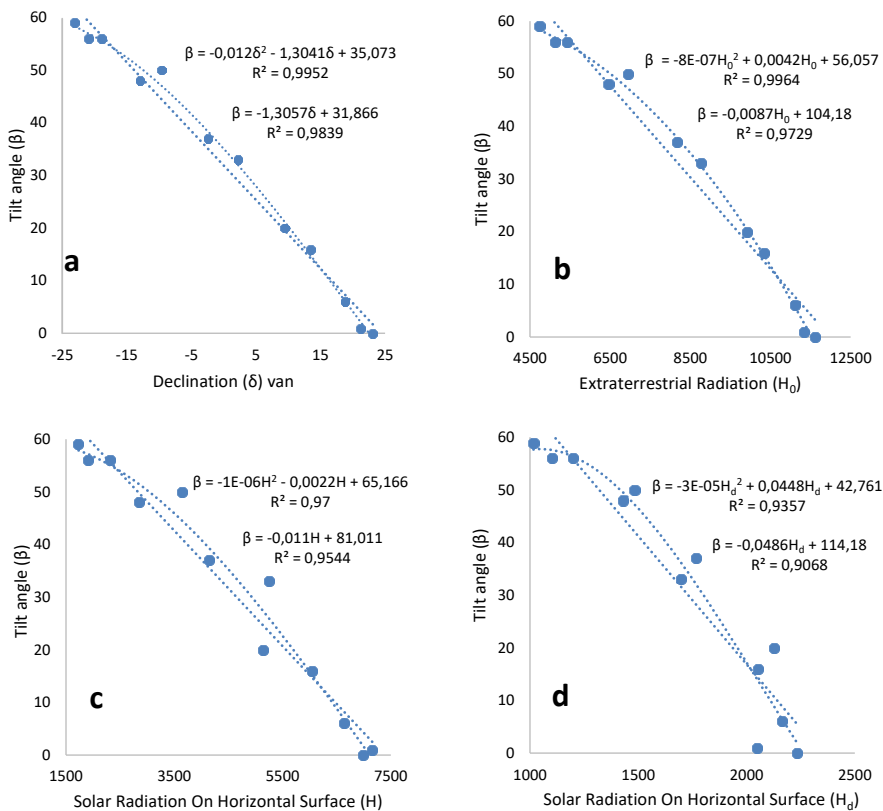 60
50
40
30
20
10
0
Tilt angle (β)
β = -0,012δ² - 1,3041δ + 35,073
R² = 0,9952
β = -1,3057δ + 31,866
R² = 0,9839
a
-25 -15 -5 5 15 25
Declination (δ) van
60
50
40
30
20
10
0
Tilt angle (β)
β = -8E-07H₀² + 0,0042H₀ + 56,057
R² = 0,9964
β = -0,0087H₀ + 104,18
R² = 0,9729
b
4500 6500 8500 10500 12500
Extraterrestrial Radiation (H₀)
60
50
40
30
20
10
0
Tilt angle (β)
β = -1E-06H² - 0,0022H + 65,166
R² = 0,97
β = -0,011H + 81,011
R² = 0,9544
c
1500 3500 5500 7500
Solar Radiation On Horizontal Surface (H)
60
50
40
30
20
10
0
Tilt angle (β)
β = -3E-05H_d² + 0,0448H_d + 42,761
R² = 0,9357
β = -0,0486H_d + 114,18
R² = 0,9068
d
1000 1500 2000 2500
Solar Radiation On Horizontal Surface (H_d)